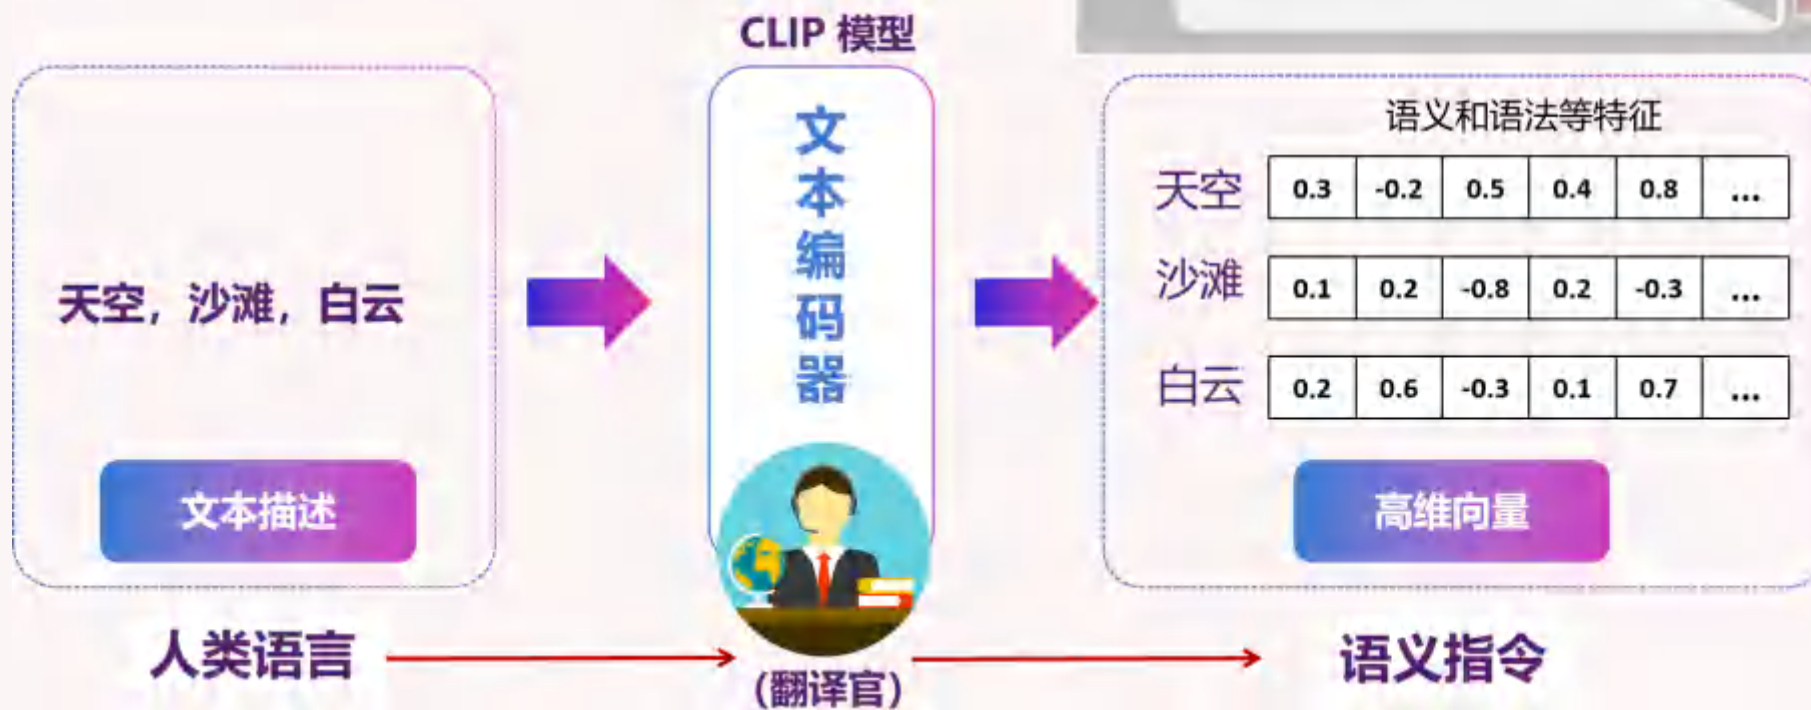 CLIP 模型
天空，沙滩，白云
文本描述
人类语言
文本编码器
(翻译官)
语义和语法等特征
天空 0.3 -0.2 0.5 0.4 0.8 ...
沙滩 0.1 0.2 -0.8 0.2 -0.3 ...
白云 0.2 0.6 -0.3 0.1 0.7 ...
高维向量
语义指令